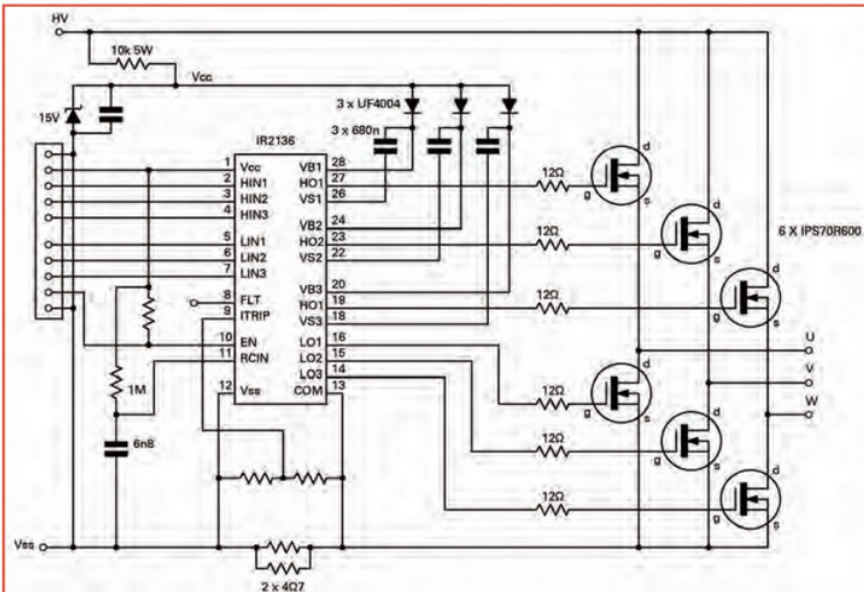 HV
10k 5W
Vcc
15V
3 x UF4004
3 x 680n
IR2136
1 Vcc VB1 28
2 HIN1 HO1 27
3 HIN2 VS1 26
4 HIN3
VB2 24
5 LIN1 HO2 23
6 LIN2 VS2 22
7 LIN3
VB3 20
8 FLT HO1 19
9 ITRIP VS3 18
LO1 16
10 EN LO2 15
11 RCIN LO3 14
12 Vss COM 13
1M
6n8
Vss
2 x 4Ω7
12Ω
12Ω
12Ω
12Ω
12Ω
12Ω
g d s
g d s
g d s
g d s
g d s
g d s
6 X IPS70R600
U
V
W